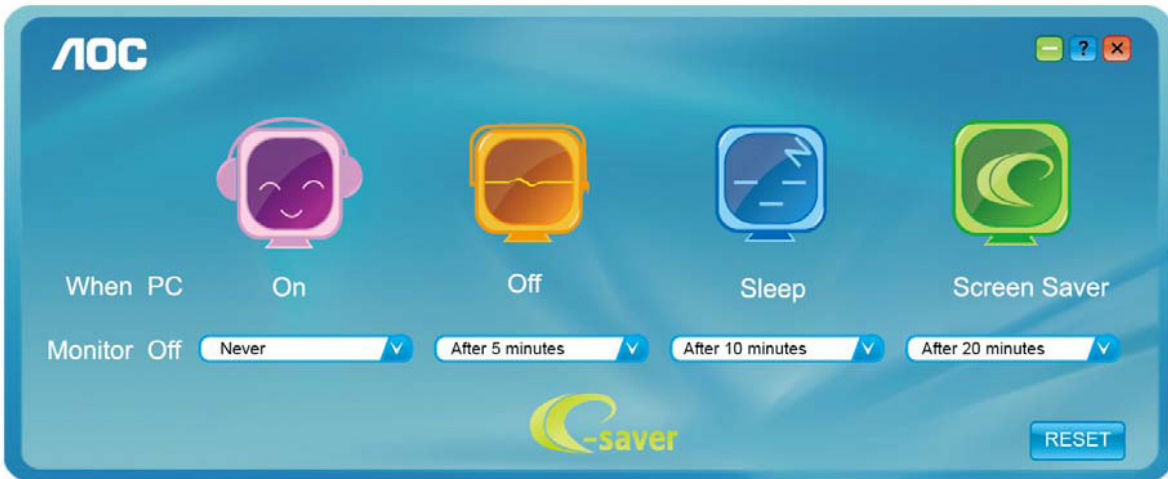 AOC
?
When PC On Off Sleep Screen Saver
Monitor Off Never After 5 minutes After 10 minutes After 20 minutes
e-saver
RESET